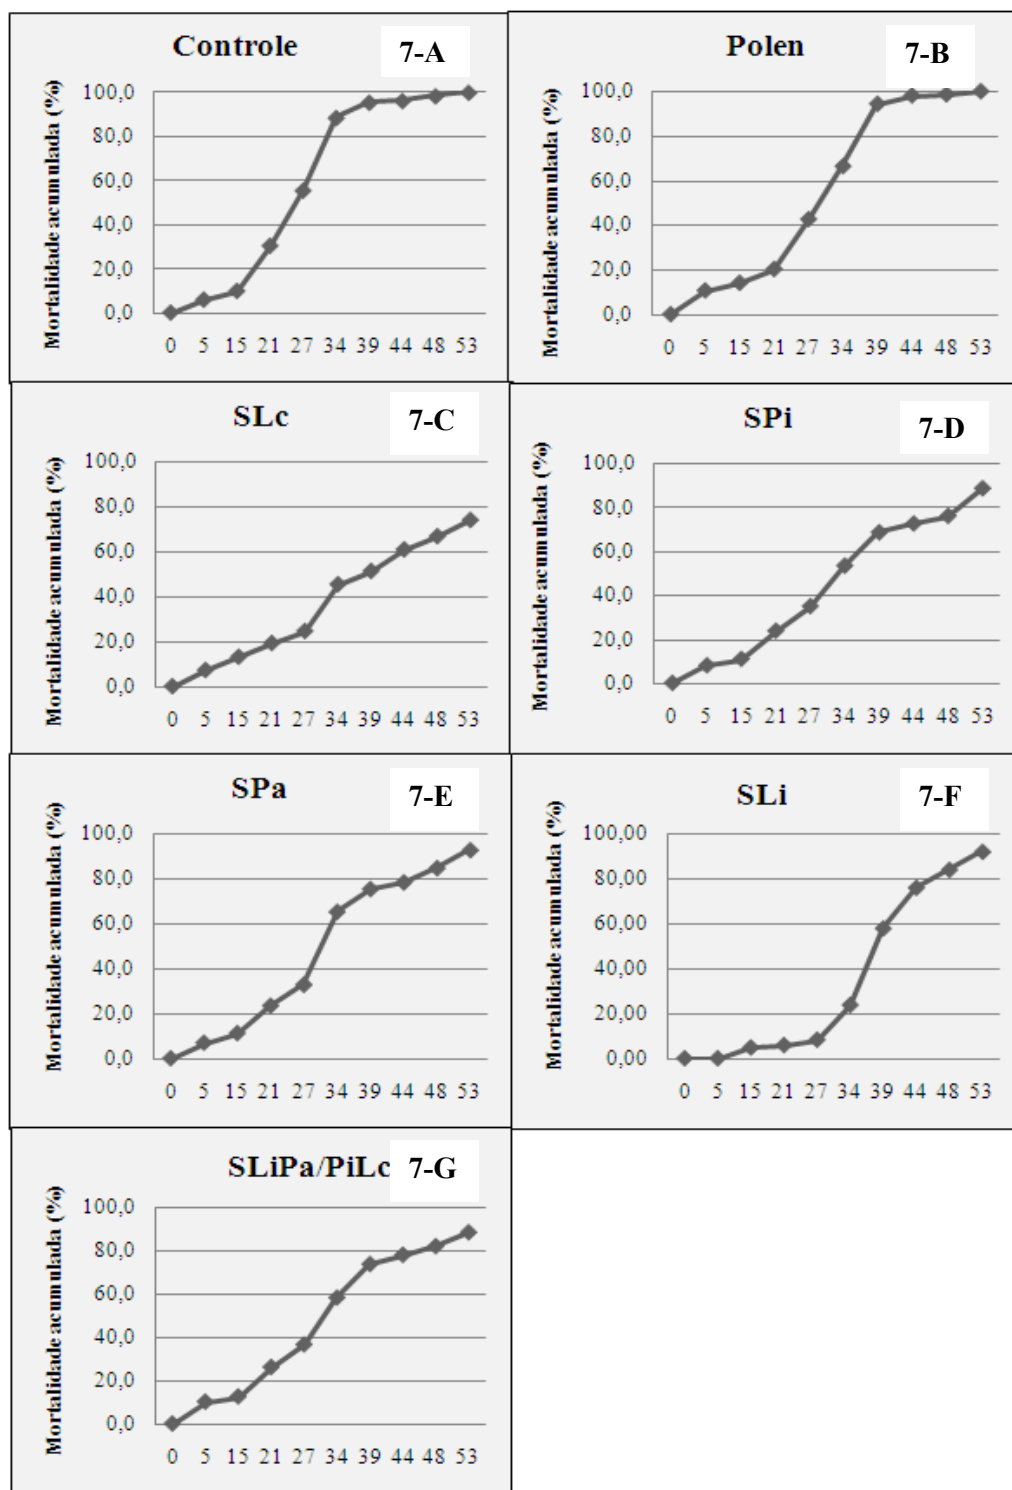 Controle
7-A
Mortalidade acumulada (%)
100,0
80,0
60,0
40,0
20,0
0,0
0 5 15 21 27 34 39 44 48 53
Polen
7-B
Mortalidade acumulada (%)
100,0
80,0
60,0
40,0
20,0
0,0
0 5 15 21 27 34 39 44 48 53
SLc
7-C
Mortalidade acumulada (%)
100,0
80,0
60,0
40,0
20,0
0,0
0 5 15 21 27 34 39 44 48 53
SPi
7-D
Mortalidade acumulada (%)
100,0
80,0
60,0
40,0
20,0
0,0
0 5 15 21 27 34 39 44 48 53
SPa
7-E
Mortalidade acumulada (%)
100,0
80,0
60,0
40,0
20,0
0,0
0 5 15 21 27 34 39 44 48 53
SLi
7-F
Mortalidade acumulada (%)
100,00
80,00
60,00
40,00
20,00
0,00
0 5 15 21 27 34 39 44 48 53
SLiPa/PiLc
7-G
Mortalidade acumulada (%)
100,0
80,0
60,0
40,0
20,0
0,0
0 5 15 21 27 34 39 44 48 53